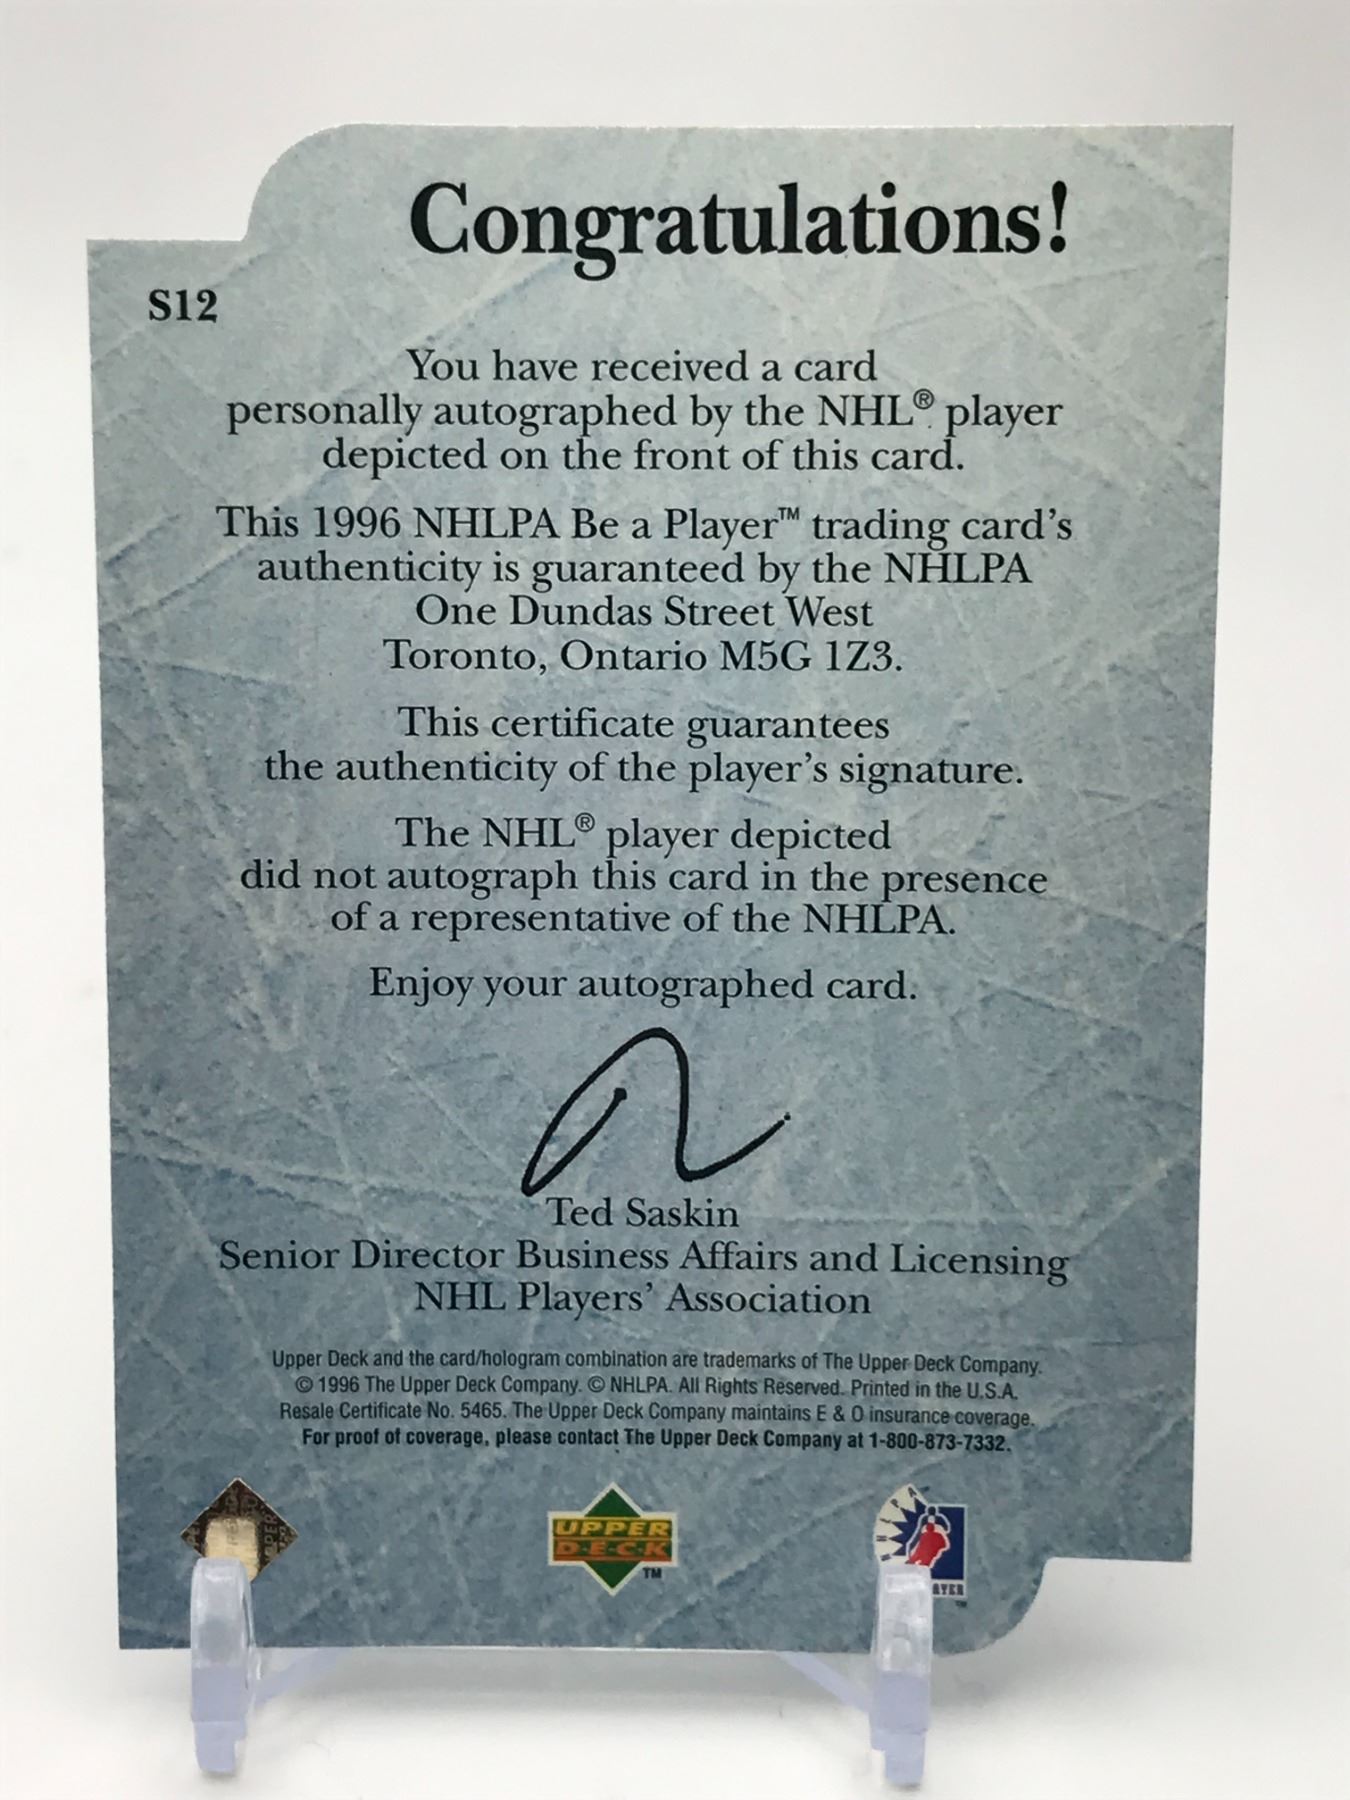 Congratulations!
S12
You have received a card
personally autographed by the NHL® player
depicted on the front of this card.
This 1996 NHLPA Be a Player™ trading card's
authenticity is guaranteed by the NHLPA
One Dundas Street West
Toronto, Ontario M5G 1Z3.
This certificate guarantees
the authenticity of the player's signature.
The NHL® player depicted
did not autograph this card in the presence
of a representative of the NHLPA.
Enjoy your autographed card.
Ted Saskin
Senior Director Business Affairs and Licensing
NHL Players' Association
Upper Deck and the card/hologram combination are trademarks of The Upper Deck Company.
© 1996 The Upper Deck Company. © NHLPA. All Rights Reserved. Printed in the U.S.A.
Resale Certificate No. 5465. The Upper Deck Company maintains E & O insurance coverage.
For proof of coverage, please contact The Upper Deck Company at 1-800-873-7332.
UPPER
D·E·C·K
TM
NHLPA